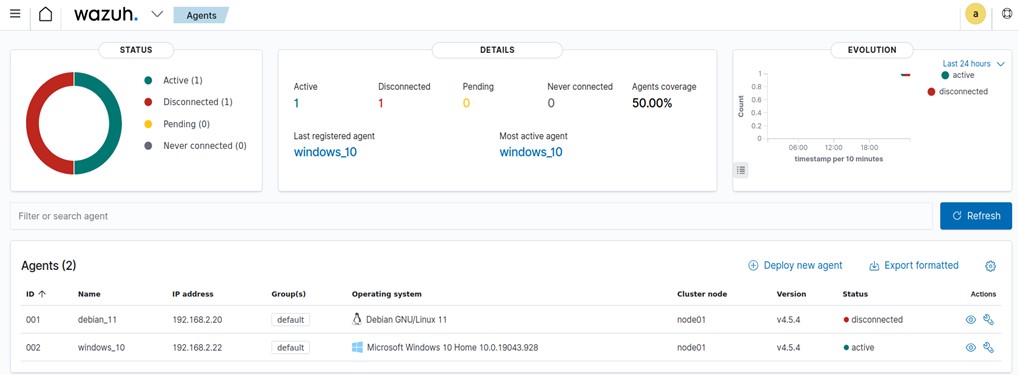 wazuh. Agents a
STATUS
Active (1)
Disconnected (1)
Pending (0)
Never connected (0)
DETAILS
Active Disconnected Pending Never connected Agents coverage
1 1 0 0 50.00%
Last registered agent Most active agent
windows_10 windows_10
EVOLUTION
Last 24 hours
active
disconnected
1
0.8
0.6
0.4
0.2
0
Count
06:00 12:00 18:00
timestamp per 10 minutes
Filter or search agent Refresh
Agents (2) Deploy new agent Export formatted
ID Name IP address Group(s) Operating system Cluster node Version Status Actions
001 debian_11 192.168.2.20 default Debian GNU/Linux 11 node01 v4.5.4 disconnected
002 windows_10 192.168.2.22 default Microsoft Windows 10 Home 10.0.19043.928 node01 v4.5.4 active